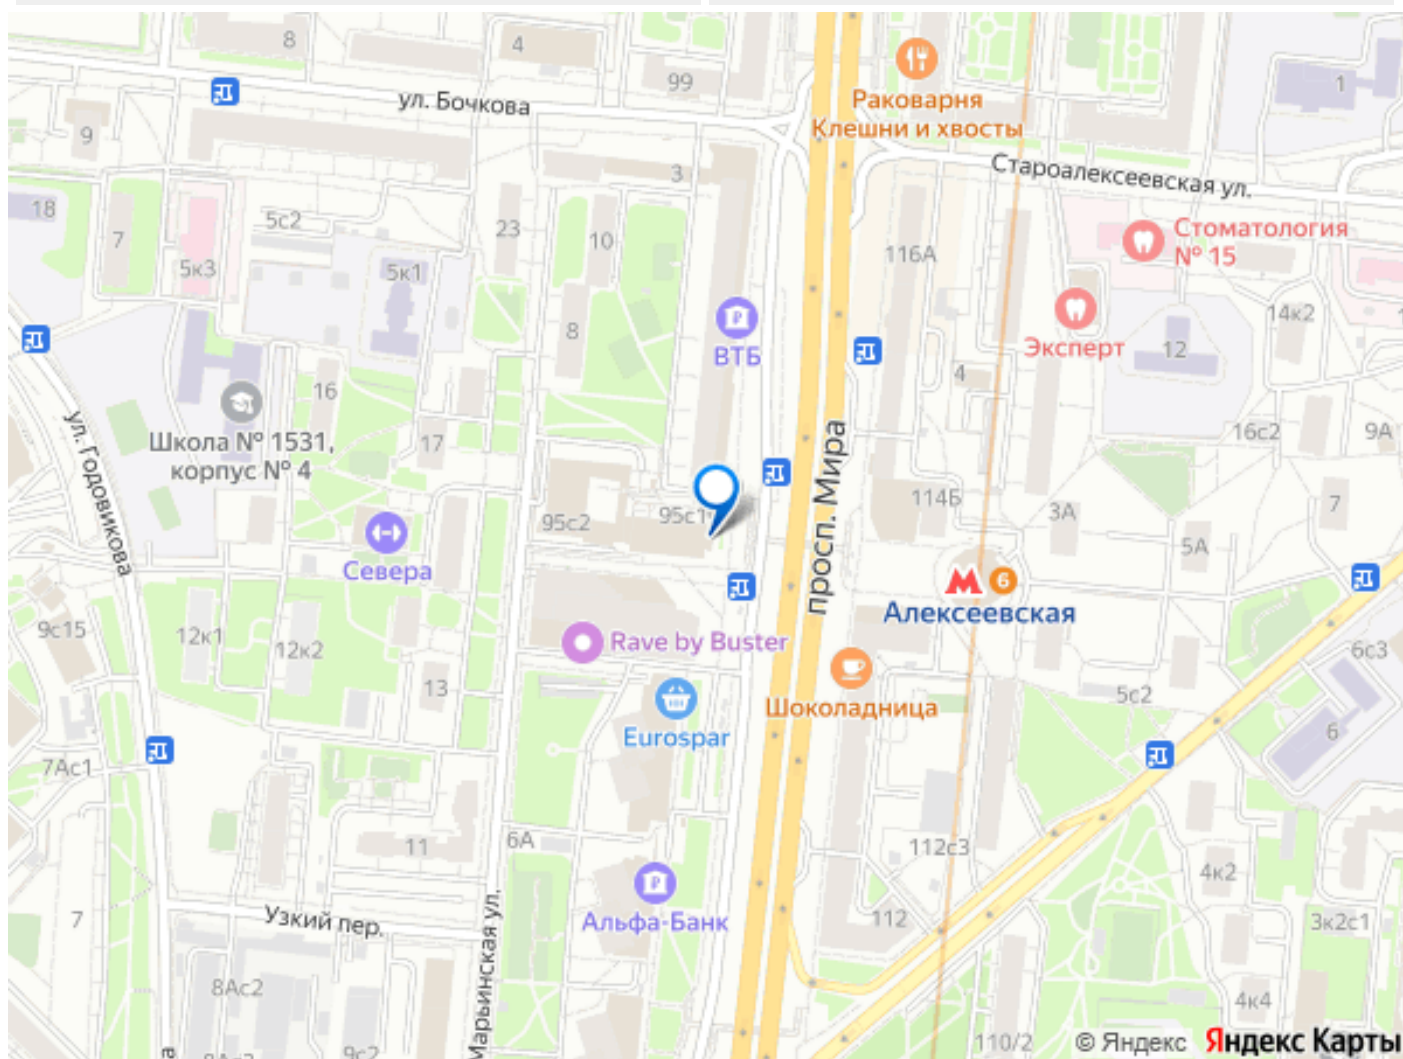 8
4
99
ул. Бочкова
9
Раковарня
Клешни и хвосты
1
Староалексеевская ул.
3
18
7
5с2
23
10
5к3
5к1
116А
Стоматология
№ 15
8
ВТБ
Эксперт
14к2
12
4
16
Школа № 1531,
корпус № 4
17
16с2
9А
ул. Годовикова
просп. Мира
95с2
95с1
114Б
3А
7
5А
Севера
6
Алексеевская
9с15
12к1
12к2
Rave by Buster
6с3
13
5с2
Шоколадница
Eurospar
6
7Ас1
11
6А
112с3
4к2
Альфа-Банк
7
Узкий пер.
112
3к2с1
Марьинская ул.
8Ас2
4к4
9с2
110/2
© Яндекс
Яндекс Карты